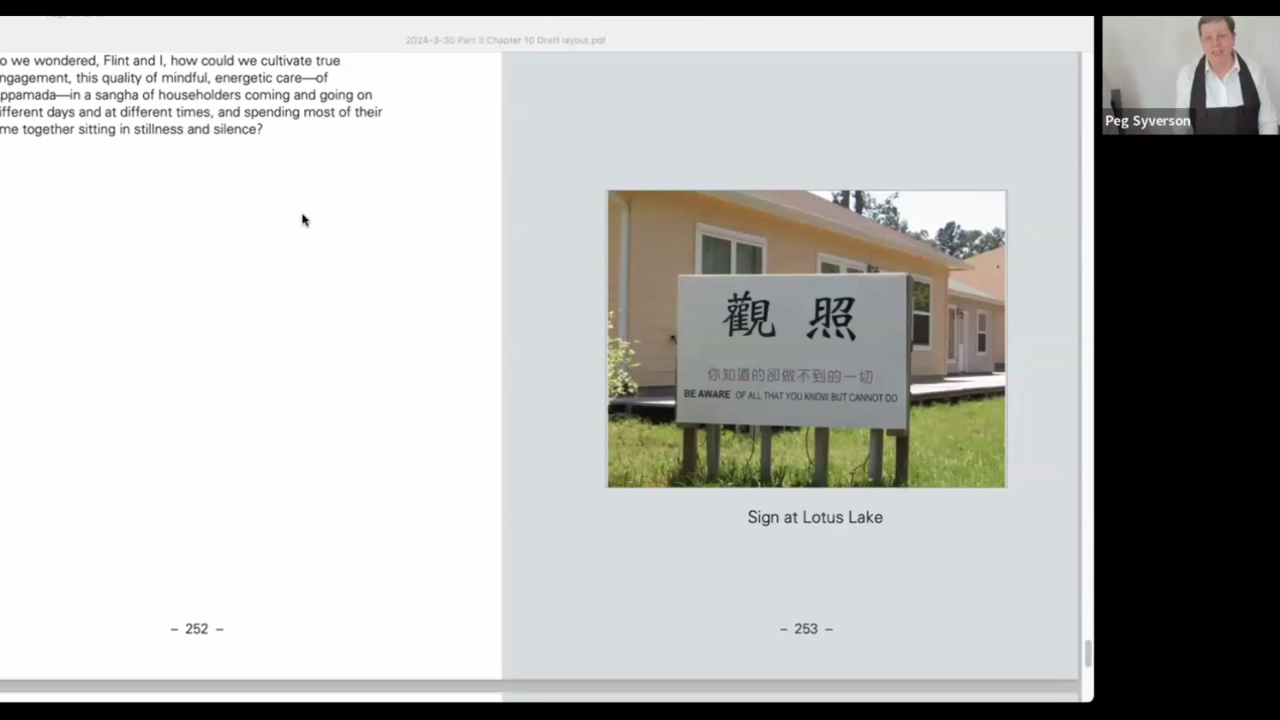 2024-3-30 Part 3 Chapter 10 Draft layout.pdf
o we wondered, Flint and I, how could we cultivate true
ngagement, this quality of mindful, energetic care—of
ppamada—in a sangha of householders coming and going on
ifferent days and at different times, and spending most of their
me together sitting in stillness and silence?
– 252 –
觀 照
你知道的卻做不到的一切
BE AWARE OF ALL THAT YOU KNOW BUT CANNOT DO
Sign at Lotus Lake
– 253 –
Peg Syverson